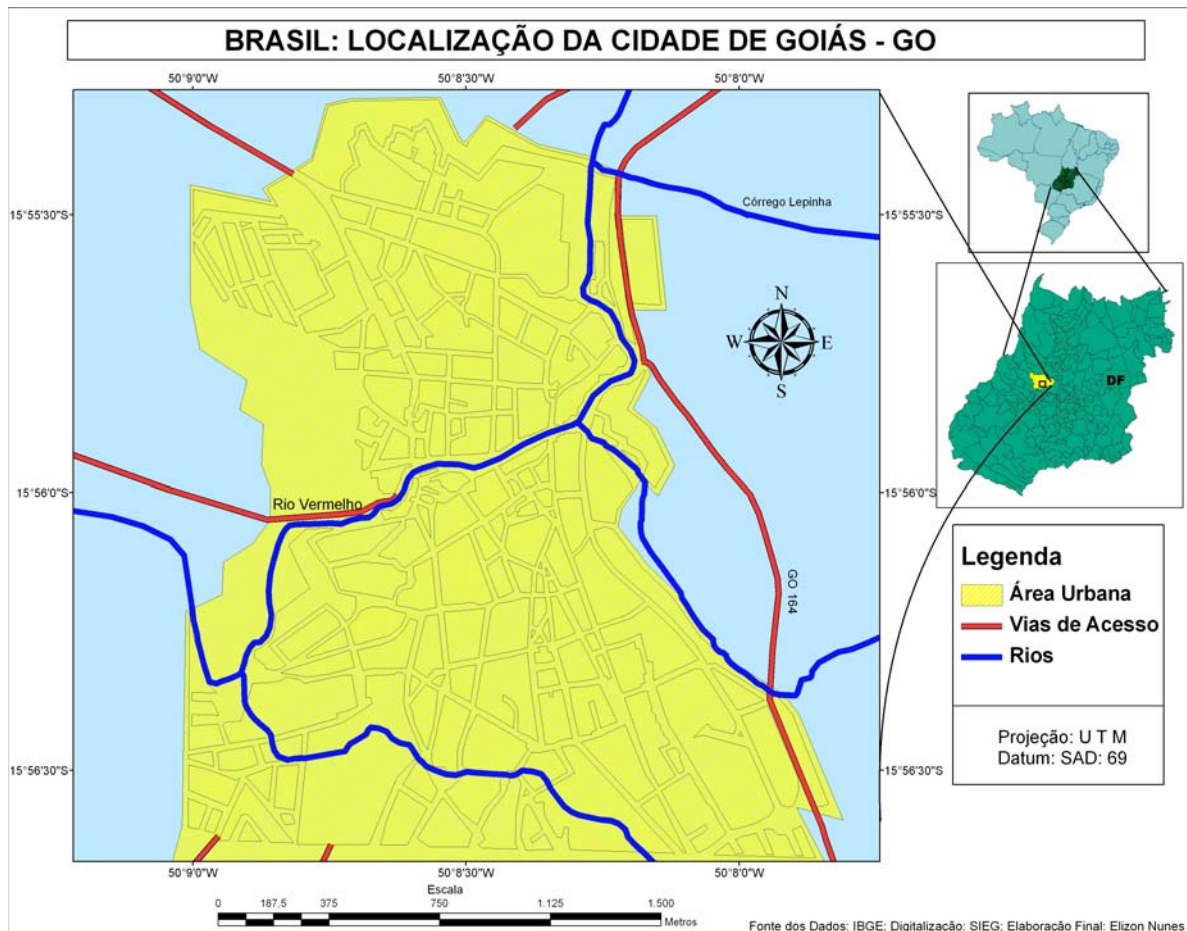 BRASIL: LOCALIZAÇÃO DA CIDADE DE GOIÁS - GO
50°9'0"W
50°8'30"W
50°8'0"W
15°55'30"S
15°55'30"S
Córrego Lepinha
N
W
E
S
DF
15°56'0"S
15°56'0"S
Rio Vermelho
GO 164
Legenda
Área Urbana
Vias de Acesso
Rios
Projeção: U T M
Datum: SAD: 69
15°56'30"S
15°56'30"S
50°9'0"W
50°8'30"W
50°8'0"W
Escala
0
187,5
375
750
1.125
1.500
Metros
Fonte dos Dados: IBGE; Digitalização: SIEG; Elaboração Final: Elizon Nunes